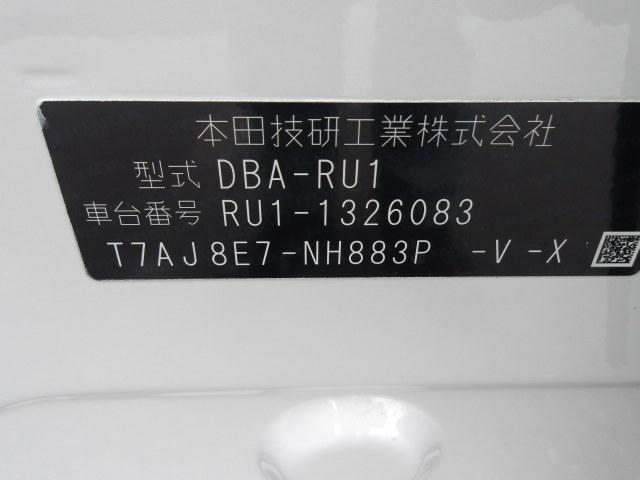 本田技研工業株式会社
型式 DBA-RU1
車台番号 RU1-1326083
T7AJ8E7-NH883P -V -X